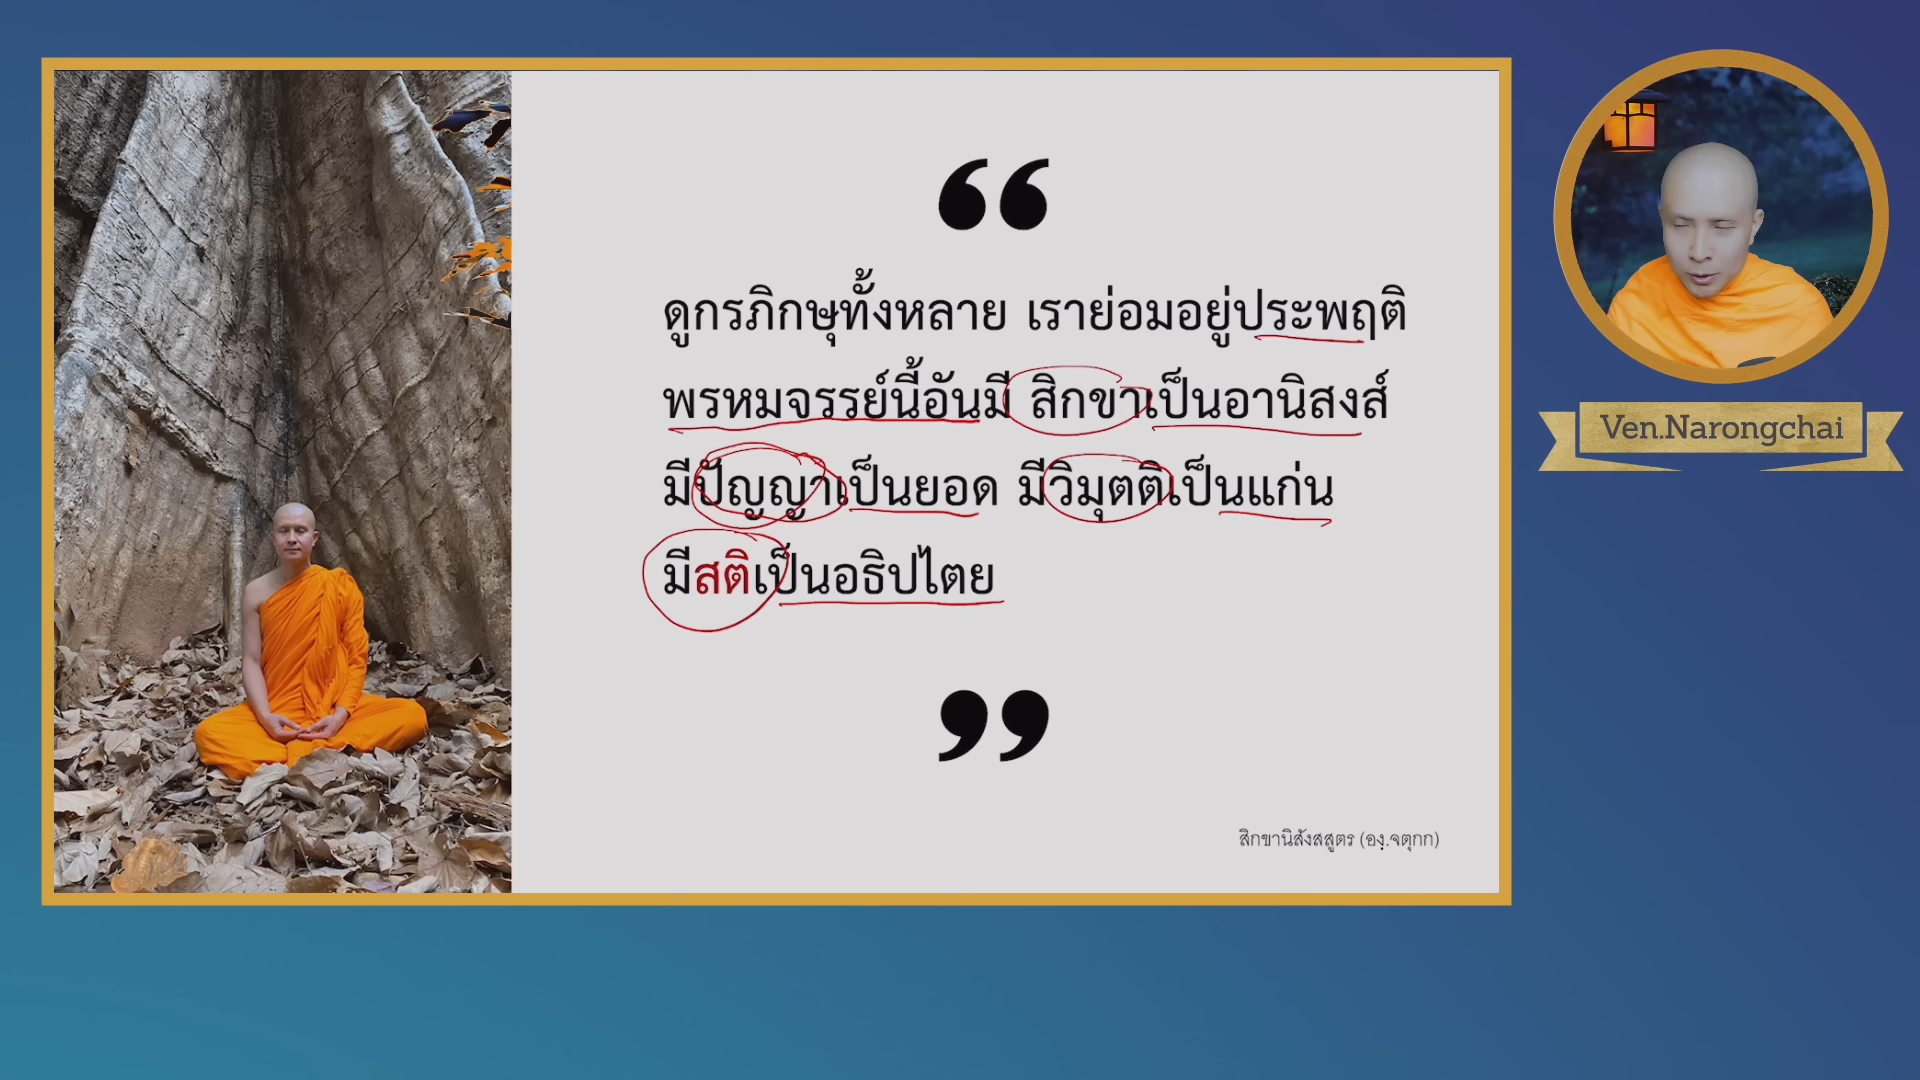 ดูกรภิกษุทั้งหลาย เราย่อมอยู่ประพฤติ
พรหมจรรย์นี้อันมี สิกขาเป็นอานิสงส์
มีปัญญาเป็นยอด มีวิมุตติเป็นแก่น
มีสติเป็นอธิปไตย
สิกขานิสังสสูตร (องฺ.จตุกก)
Ven.Narongchai